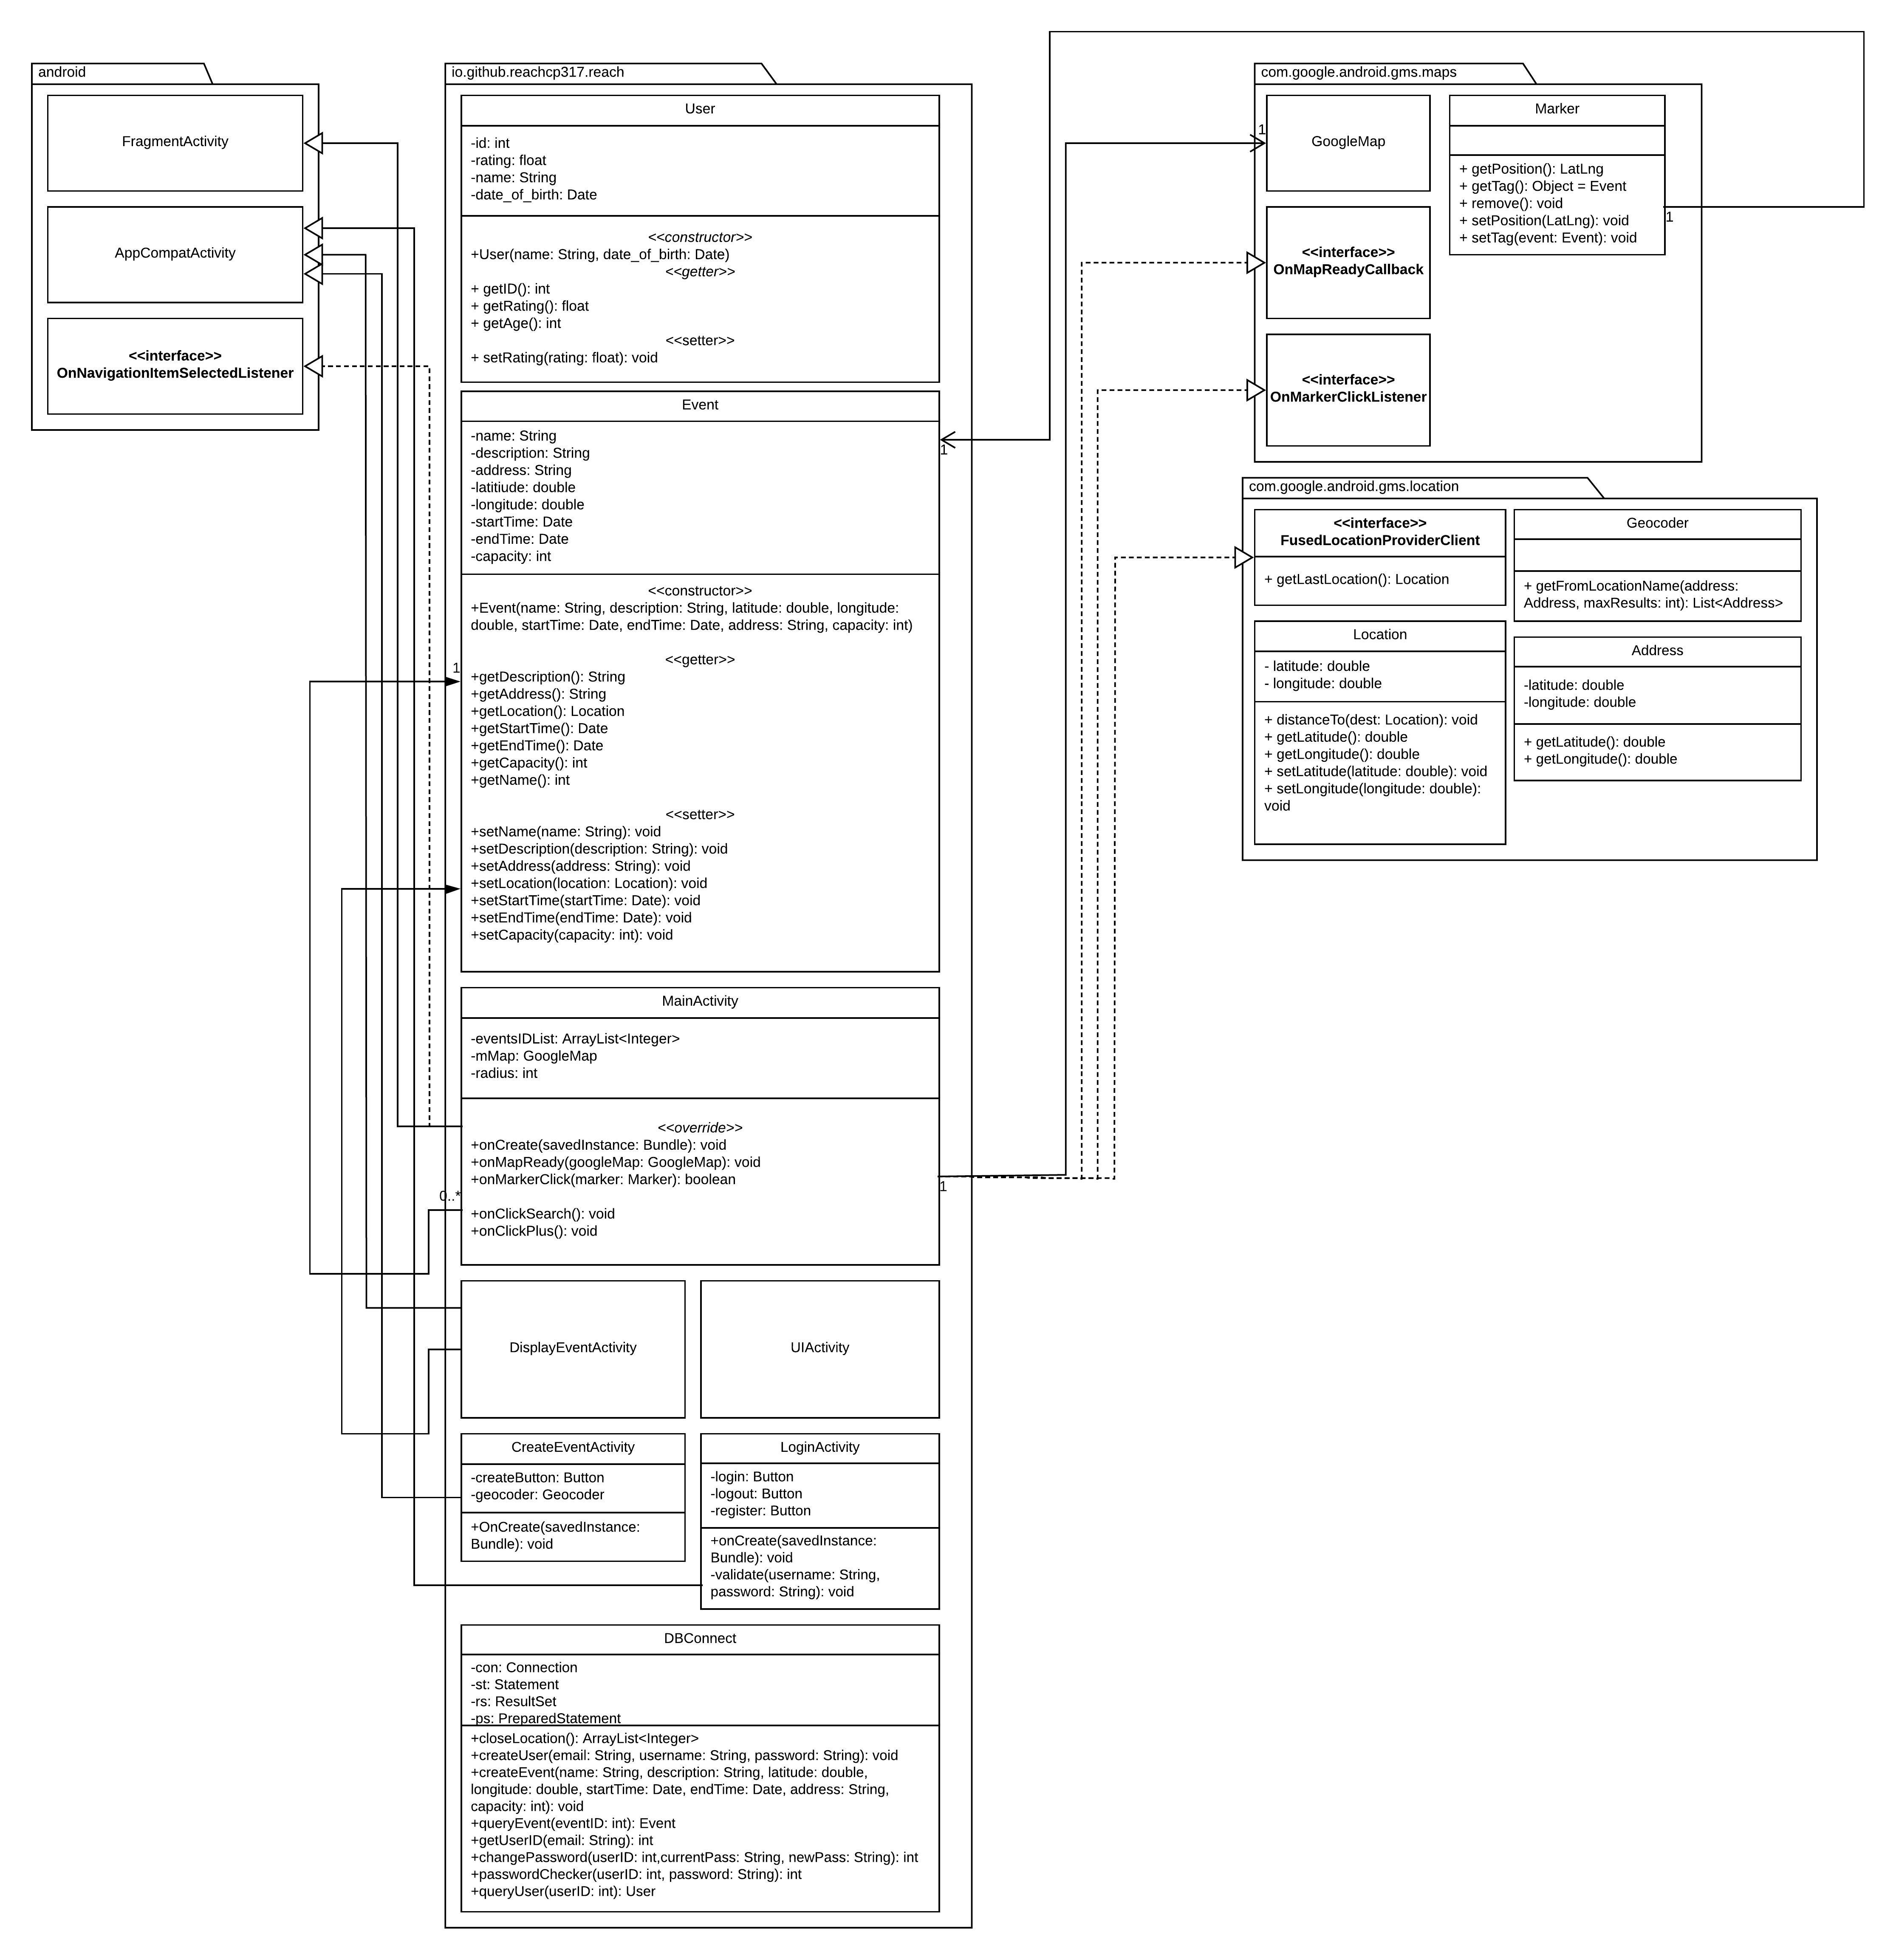 android
FragmentActivity
AppCompatActivity
<<interface>>
OnNavigationItemSelectedListener
io.github.reachcp317.reach
User
-id: int
-rating: float
-name: String
-date_of_birth: Date
<<constructor>>
+User(name: String, date_of_birth: Date)
<<getter>>
+ getID(): int
+ getRating(): float
+ getAge(): int
<<setter>>
+ setRating(rating: float): void
Event
-name: String
-description: String
-address: String
-latitiude: double
-longitude: double
-startTime: Date
-endTime: Date
-capacity: int
1
<<constructor>>
+Event(name: String, description: String, latitude: double, longitude:
double, startTime: Date, endTime: Date, address: String, capacity: int)
<<getter>>
1
+getDescription(): String
+getAddress(): String
+getLocation(): Location
+getStartTime(): Date
+getEndTime(): Date
+getCapacity(): int
+getName(): int
<<setter>>
+setName(name: String): void
+setDescription(description: String): void
+setAddress(address: String): void
+setLocation(location: Location): void
+setStartTime(startTime: Date): void
+setEndTime(endTime: Date): void
+setCapacity(capacity: int): void
MainActivity
-eventsIDList: ArrayList<Integer>
-mMap: GoogleMap
-radius: int
<<override>>
+onCreate(savedInstance: Bundle): void
+onMapReady(googleMap: GoogleMap): void
+onMarkerClick(marker: Marker): boolean
1
0..*
+onClickSearch(): void
+onClickPlus(): void
DisplayEventActivity
UIActivity
CreateEventActivity
-createButton: Button
-geocoder: Geocoder
+OnCreate(savedInstance:
Bundle): void
LoginActivity
-login: Button
-logout: Button
-register: Button
+onCreate(savedInstance:
Bundle): void
-validate(username: String,
password: String): void
DBConnect
-con: Connection
-st: Statement
-rs: ResultSet
-ps: PreparedStatement
+closeLocation(): ArrayList<Integer>
+createUser(email: String, username: String, password: String): void
+createEvent(name: String, description: String, latitude: double,
longitude: double, startTime: Date, endTime: Date, address: String,
capacity: int): void
+queryEvent(eventID: int): Event
+getUserID(email: String): int
+changePassword(userID: int,currentPass: String, newPass: String): int
+passwordChecker(userID: int, password: String): int
+queryUser(userID: int): User
com.google.android.gms.maps
1
GoogleMap
<<interface>>
OnMapReadyCallback
<<interface>>
OnMarkerClickListener
Marker
+ getPosition(): LatLng
+ getTag(): Object = Event
+ remove(): void
+ setPosition(LatLng): void
+ setTag(event: Event): void
1
com.google.android.gms.location
<<interface>>
FusedLocationProviderClient
+ getLastLocation(): Location
Geocoder
+ getFromLocationName(address:
Address, maxResults: int): List<Address>
Location
- latitude: double
- longitude: double
+ distanceTo(dest: Location): void
+ getLatitude(): double
+ getLongitude(): double
+ setLatitude(latitude: double): void
+ setLongitude(longitude: double):
void
Address
-latitude: double
-longitude: double
+ getLatitude(): double
+ getLongitude(): double